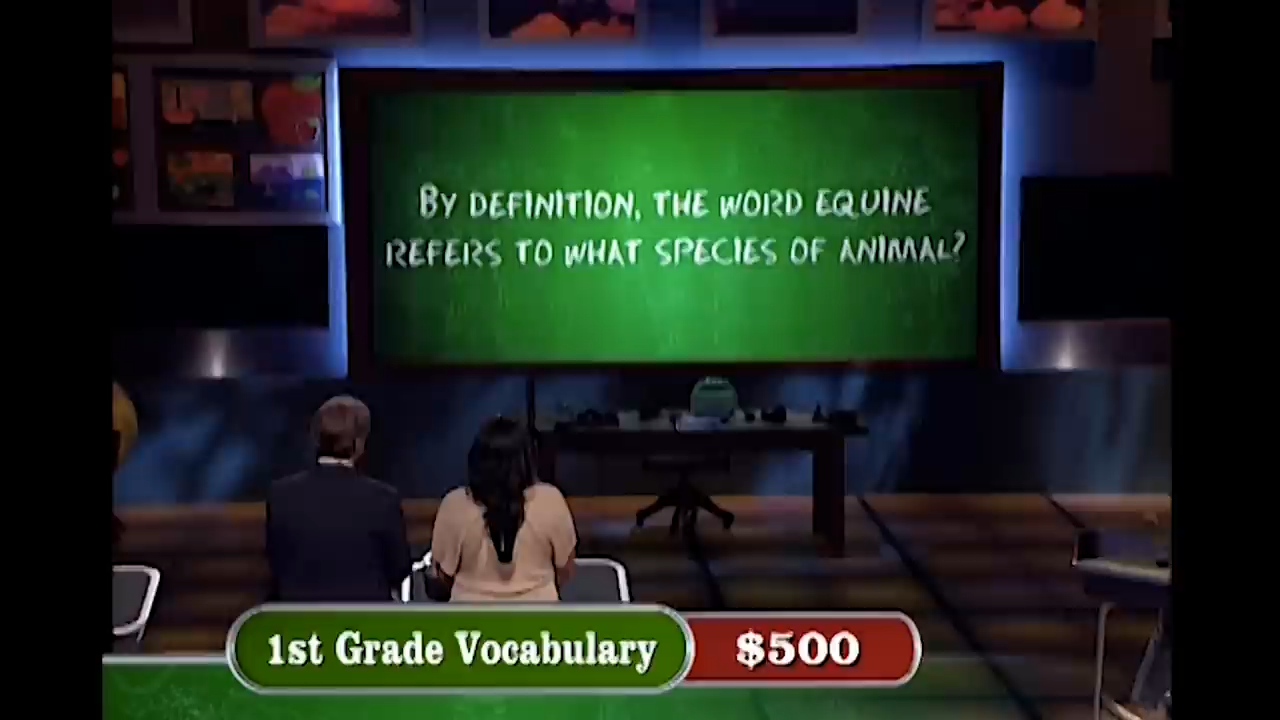 By definition, the word equine
refers to what species of animal?
1st Grade Vocabulary
$500